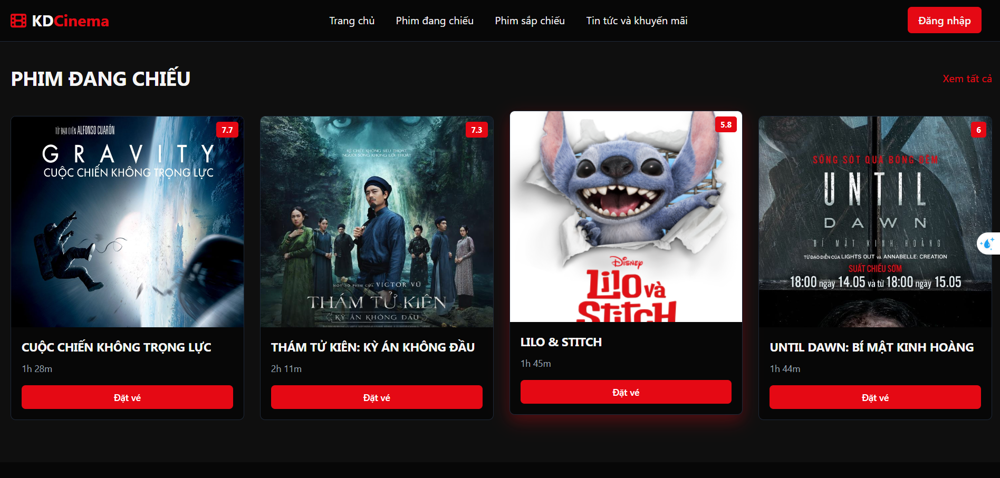 KDCinema
Trang chủ
Phim đang chiếu
Phim sắp chiếu
Tin tức và khuyến mãi
Đăng nhập
PHIM ĐANG CHIẾU
Xem tất cả
TỪ ĐẠO DIỄN ALFONSO CUARÓN
7.7
GRAVITY
CUỘC CHIẾN KHÔNG TRỌNG LỰC
CUỘC CHIẾN KHÔNG TRỌNG LỰC
1h 28m
Đặt vé
7.3
KẺ CHẾT KHÔNG SIÊU THOÁT
NGƯỜI SỐNG KHÔNG LỐI THOÁT
MỘT BỘ PHIM CỦA VICTOR VŨ
THÁM TỬ KIÊN
KỲ ÁN KHÔNG ĐẦU
THÁM TỬ KIÊN: KỲ ÁN KHÔNG ĐẦU
2h 11m
Đặt vé
5.8
Disney
Lilo và
Stitch
LILO & STITCH
1h 45m
Đặt vé
6
SỐNG SÓT QUA BÓNG ĐÊM
UNTIL
DAWN
BÍ MẬT KINH HOÀNG
TỪ ĐẠO DIỄN CỦA LIGHTS OUT VÀ ANNABELLE: CREATION
SUẤT CHIẾU SỚM
18:00 ngày 14.05 và từ 18:00 ngày 15.05
UNTIL DAWN: BÍ MẬT KINH HOÀNG
1h 44m
Đặt vé